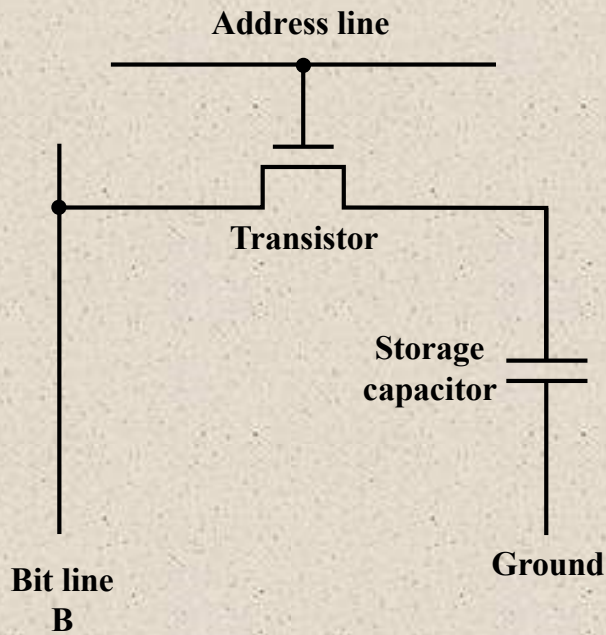 Address line
Transistor
Storage
capacitor
Ground
Bit line
B